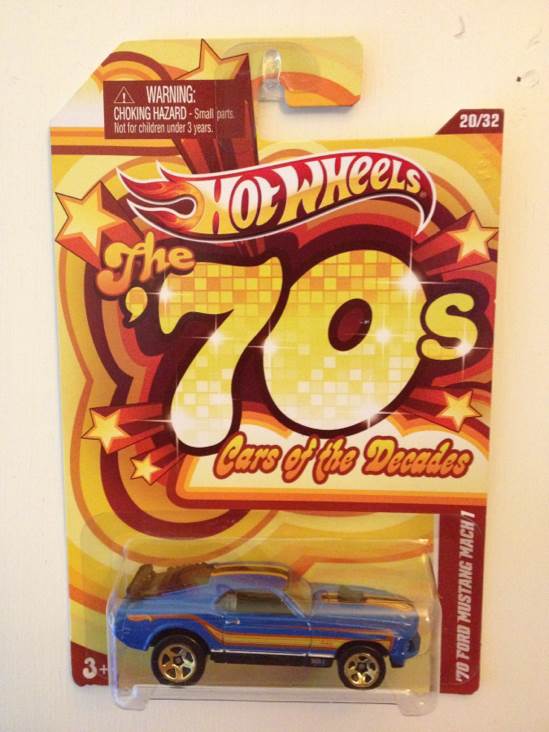 WARNING:
CHOKING HAZARD - Small parts.
Not for children under 3 years.
20/32
HOT WHEELS®
The
'70s
Cars of the Decades
'70 FORD MUSTANG MACH 1
3+